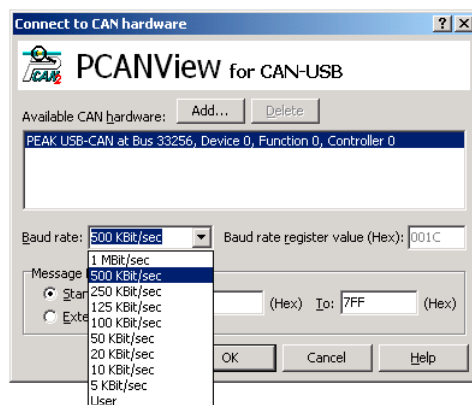 Connect to CAN hardware
PCAN
PCANView for CAN-USB
Available CAN hardware: Add... Delete
PEAK USB-CAN at Bus 33256, Device 0, Function 0, Controller 0
Baud rate: 500 KBit/sec Baud rate register value (Hex): 001C
1 MBit/sec
500 KBit/sec
250 KBit/sec
125 KBit/sec
100 KBit/sec
50 KBit/sec
20 KBit/sec
10 KBit/sec
5 KBit/sec
User
Message
(Hex) To: 7FF (Hex)
OK Cancel Help